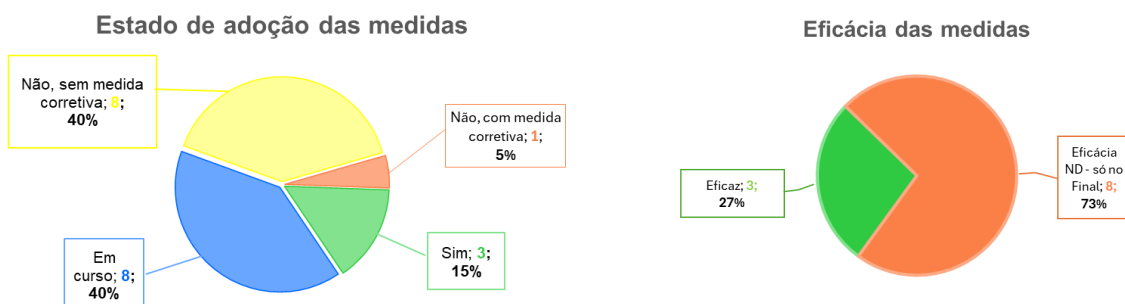 Estado de adoção das medidas
Não, sem medida
corretiva; 8;
40%
Não, com medida
corretiva; 1;
5%
Em
curso; 8;
40%
Sim; 3;
15%
Eficácia das medidas
Eficaz; 3;
27%
Eficácia
ND - só no
Final; 8;
73%